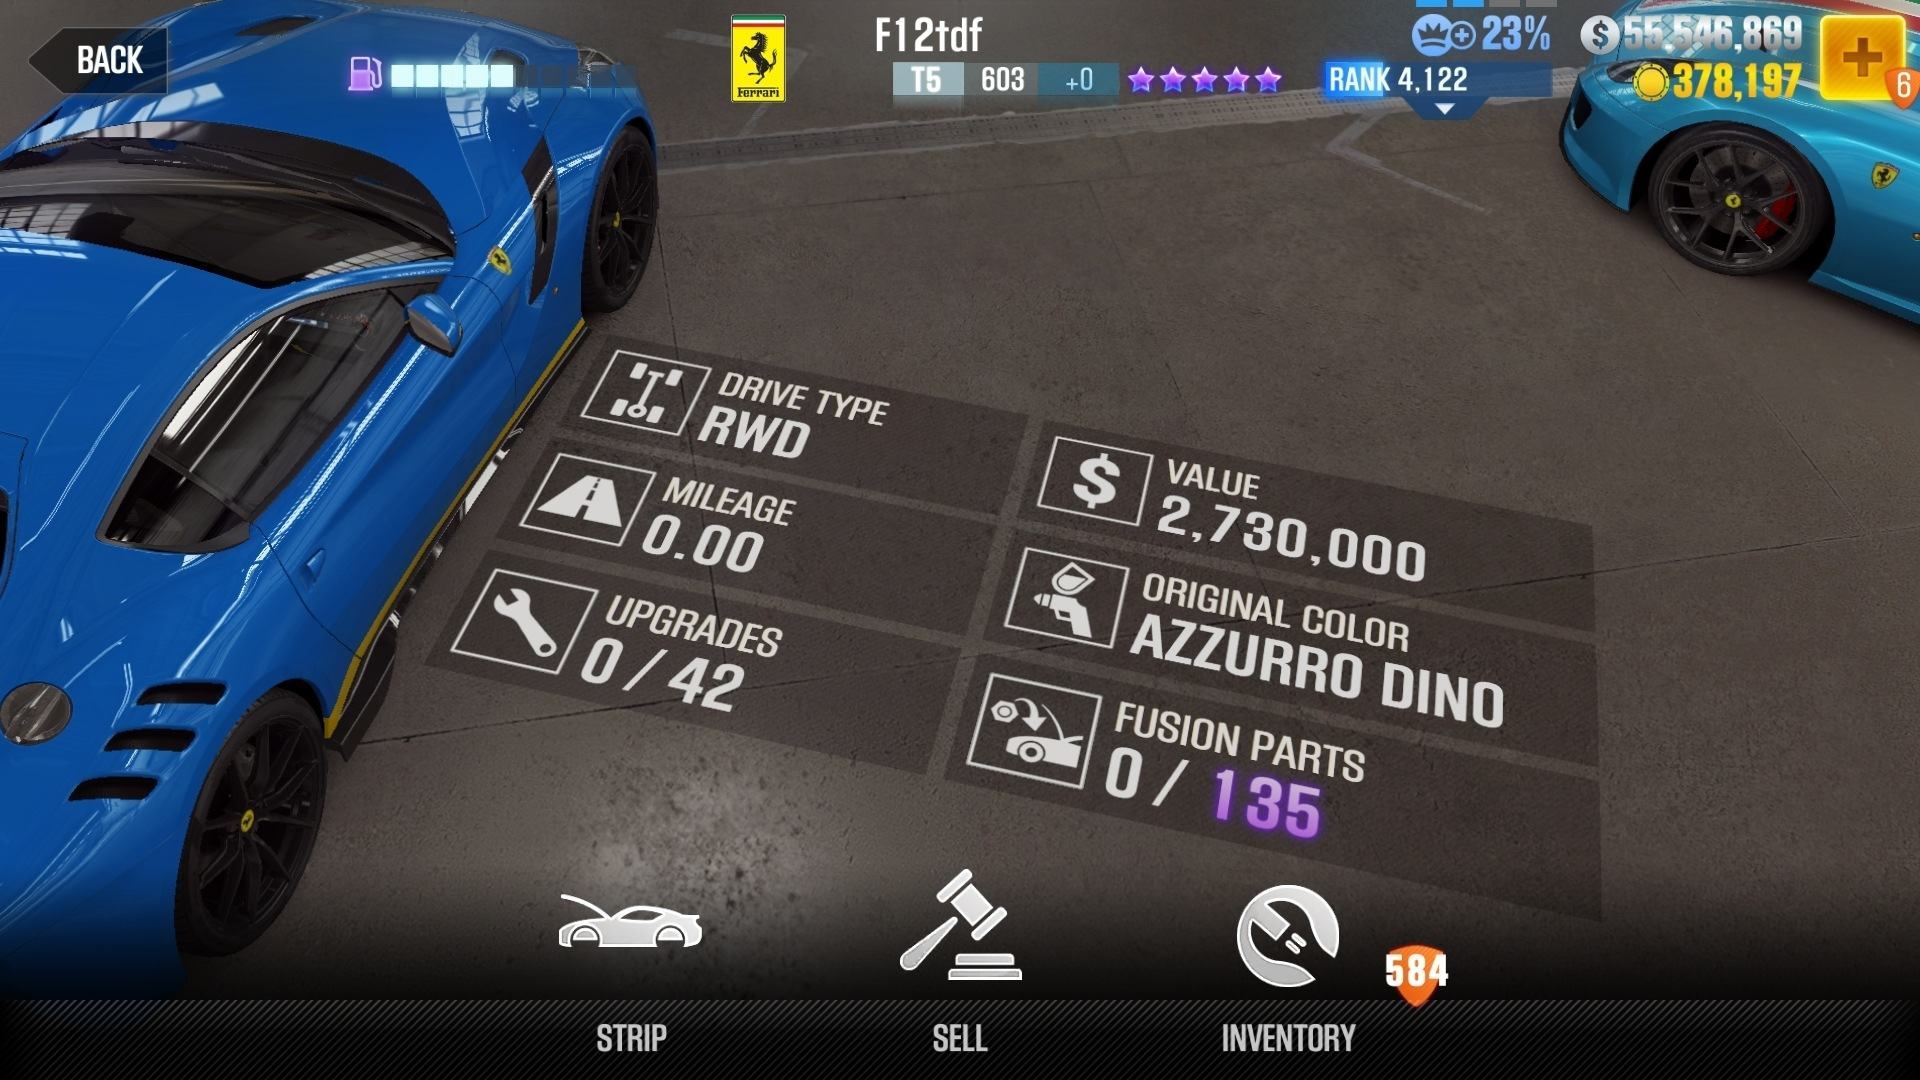 BACK
Ferrari
F12tdf
T5 603 +0
23%
RANK 4,122
$ 55,546,869
378,197
6
DRIVE TYPE
RWD
MILEAGE
0.00
UPGRADES
0 / 42
$ VALUE
2,730,000
ORIGINAL COLOR
AZZURRO DINO
FUSION PARTS
0 / 135
584
STRIP
SELL
INVENTORY